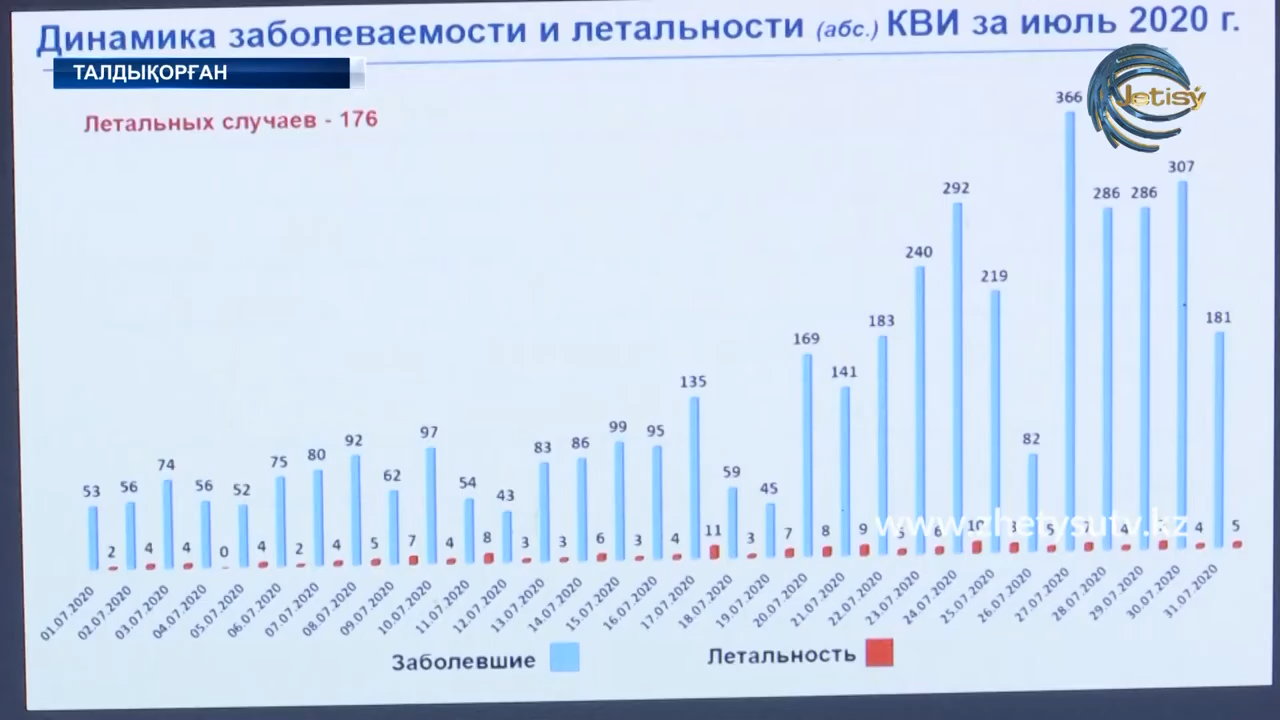 Динамика заболеваемости и летальности (абс.) КВИ за июль 2020 г.
ТАЛДЫҚОРҒАН
Jetisý
Летальных случаев - 176
53 56 74 56 52 75 80 92 62 97 54 43 83 86 99 95 135 59 45 169 141 183 240 292 219 82 366 286 286 307 181
2 4 4 0 4 2 4 5 7 4 8 3 3 6 3 4 11 3 7 8 9 4 4 5
www.zhetysutv.kz
01.07.2020 02.07.2020 03.07.2020 04.07.2020 05.07.2020 06.07.2020 07.07.2020 08.07.2020 09.07.2020 10.07.2020 11.07.2020 12.07.2020 13.07.2020 14.07.2020 15.07.2020 16.07.2020 17.07.2020 18.07.2020 19.07.2020 20.07.2020 21.07.2020 22.07.2020 23.07.2020 24.07.2020 25.07.2020 26.07.2020 27.07.2020 28.07.2020 29.07.2020 30.07.2020 31.07.2020
Заболевшие
Летальность